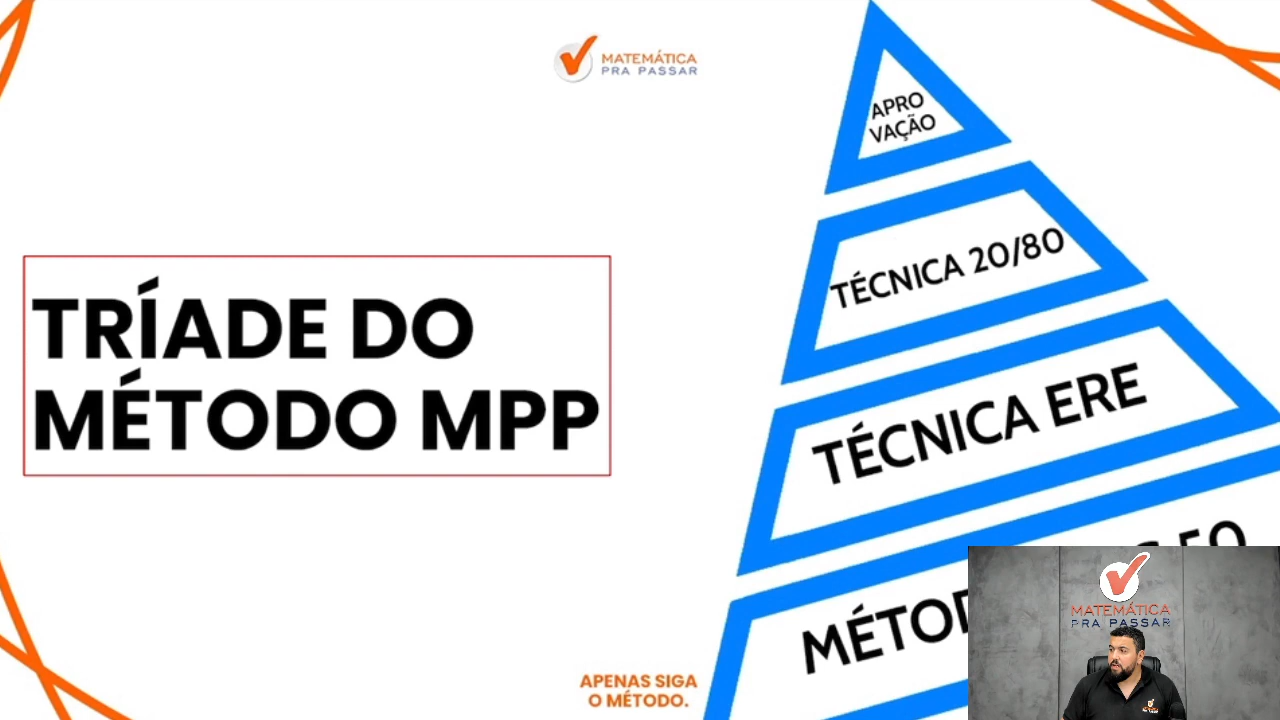 MATEMÁTICA
PRA PASSAR
APRO
VAÇÃO
TÉCNICA 20/80
TRÍADE DO
MÉTODO MPP
TÉCNICA ERE
50
MATEMÁTICA
PRA PASSAR
APENAS SIGA
O MÉTODO.